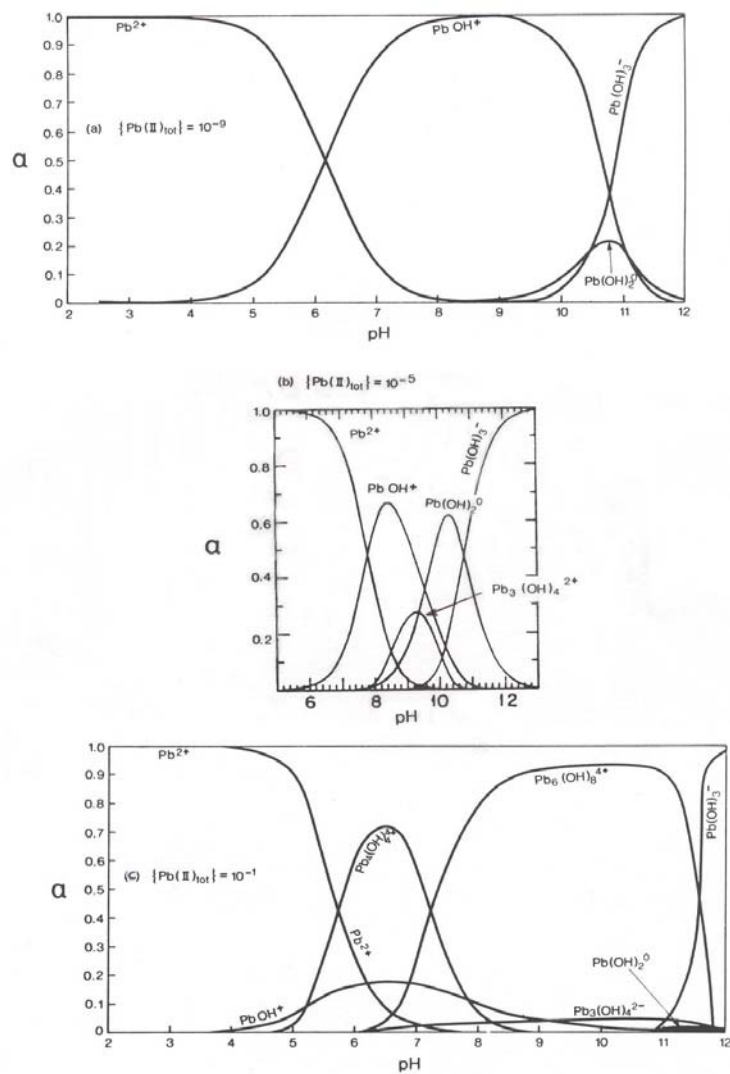 1.0
Pb²⁺
Pb OH⁺
Pb(OH)₃⁻
0.9
0.8
0.7
0.6
(a) {Pb(II)ₜₒₜ} = 10⁻⁹
0.5
α
0.4
0.3
0.2
0.1
Pb(OH)₂⁰
0
2 3 4 5 6 7 8 9 10 11 12
pH
(b) {Pb(II)ₜₒₜ} = 10⁻⁵
1.0
Pb²⁺
Pb(OH)₃⁻
0.8
Pb OH⁺
Pb(OH)₂⁰
0.6
α
0.4
Pb₃ (OH)₄ ²⁺
0.2
6 8 10 12
pH
1.0
Pb²⁺
0.9
Pb₆ (OH)₈⁴⁺
Pb(OH)₃⁻
0.8
0.7
Pb₄(OH)₄⁴⁺
0.6
(c) {Pb(II)ₜₒₜ} = 10⁻¹
0.5
α
0.4
0.3
Pb²⁺
0.2
Pb(OH)₂⁰
0.1
Pb OH⁺
Pb₃(OH)₄²⁻
0
2 3 4 5 6 7 8 9 10 11 12
pH